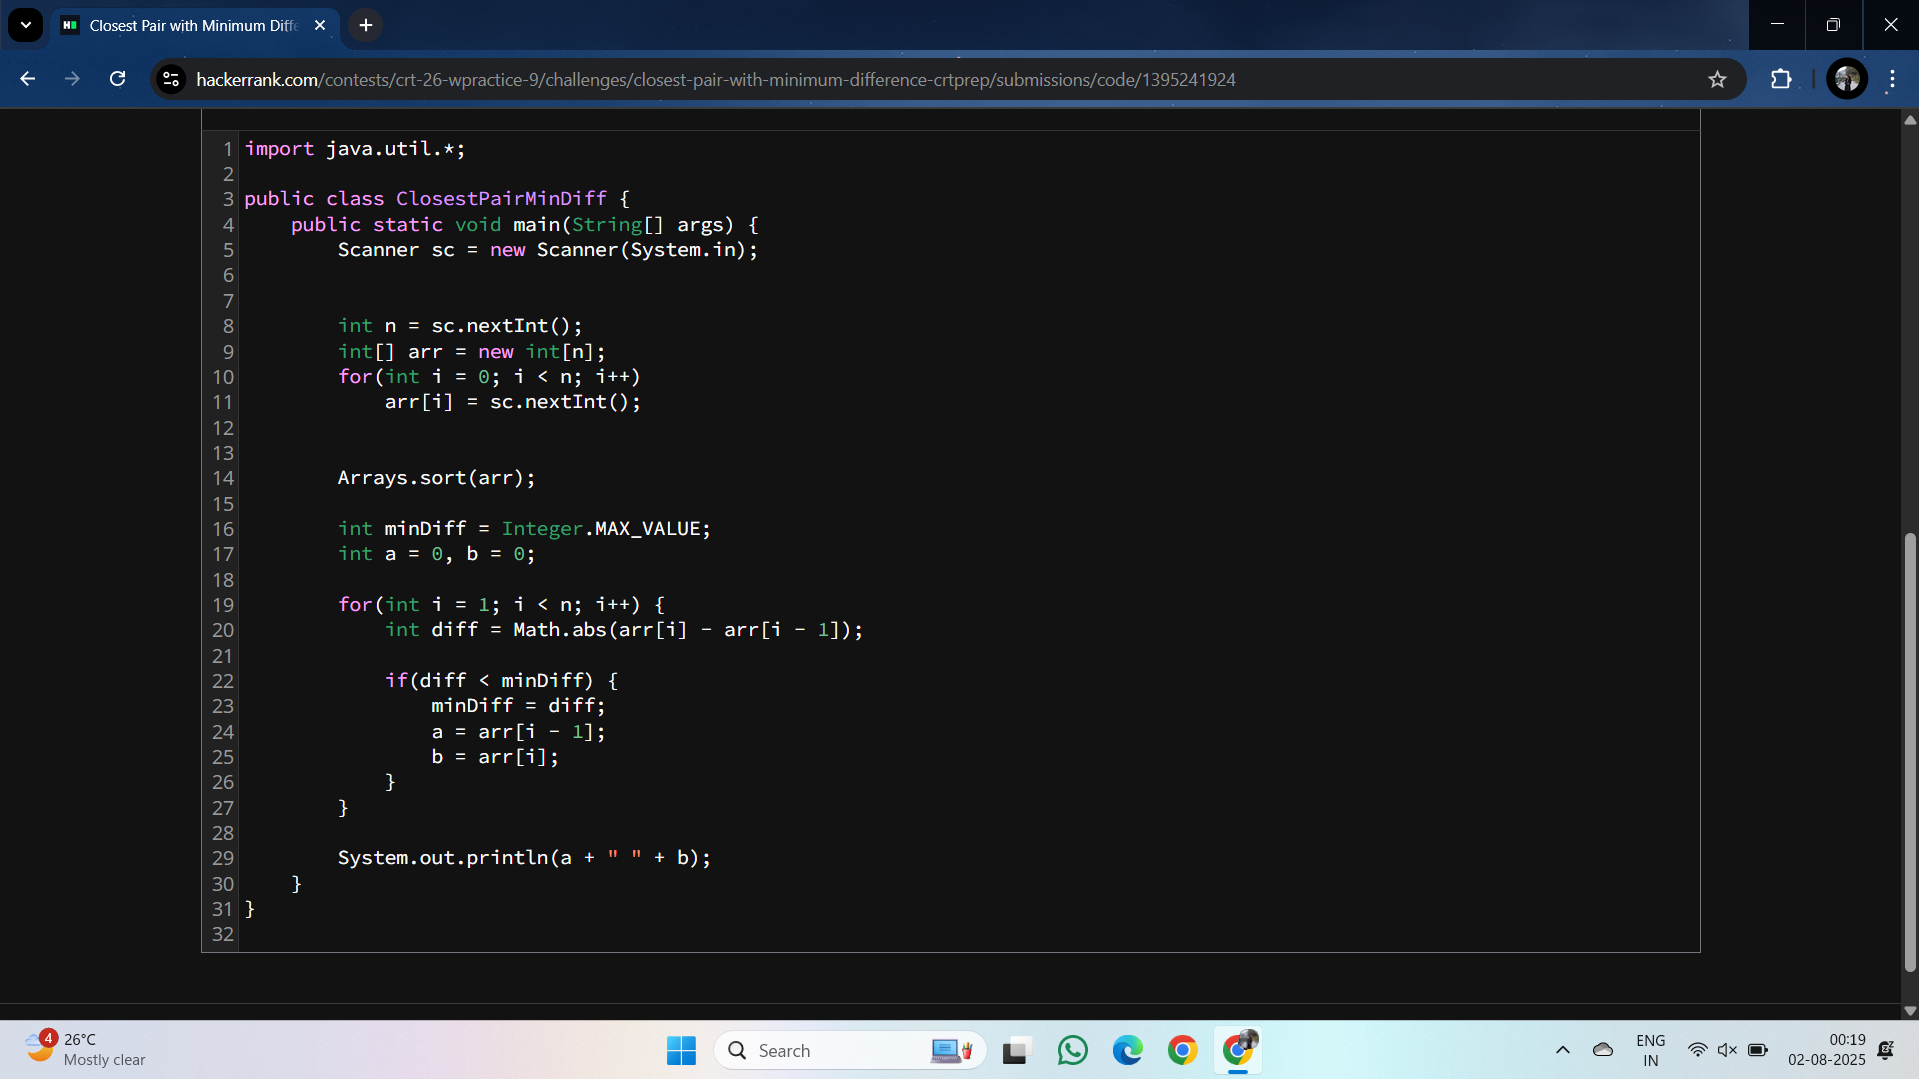 Closest Pair with Minimum Diffe
hackerrank.com/contests/crt-26-wpractice-9/challenges/closest-pair-with-minimum-difference-crtprep/submissions/code/1395241924
1 import java.util.*;
2
3 public class ClosestPairMinDiff {
4     public static void main(String[] args) {
5         Scanner sc = new Scanner(System.in);
6
7
8         int n = sc.nextInt();
9         int[] arr = new int[n];
10         for(int i = 0; i < n; i++)
11             arr[i] = sc.nextInt();
12
13
14         Arrays.sort(arr);
15
16         int minDiff = Integer.MAX_VALUE;
17         int a = 0, b = 0;
18
19         for(int i = 1; i < n; i++) {
20             int diff = Math.abs(arr[i] - arr[i - 1]);
21
22             if(diff < minDiff) {
23                 minDiff = diff;
24                 a = arr[i - 1];
25                 b = arr[i];
26             }
27         }
28
29         System.out.println(a + " " + b);
30     }
31 }
32
4
26°C
Mostly clear
Search
ENG
IN
00:19
02-08-2025